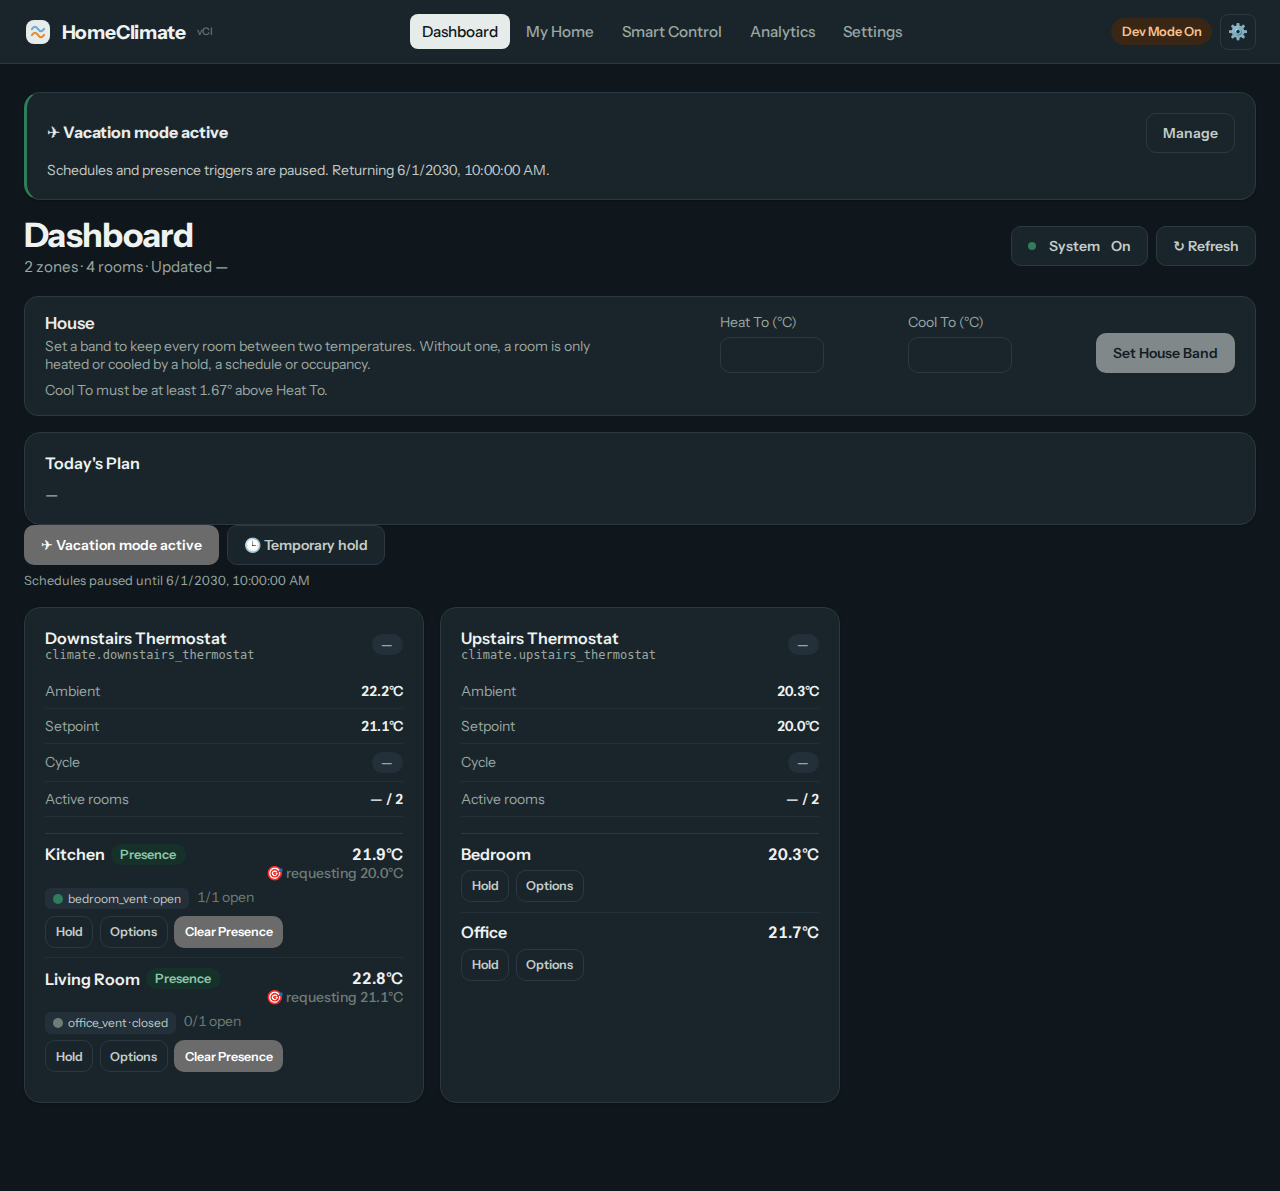 HomeClimate vCI
Dashboard
My Home
Smart Control
Analytics
Settings
Dev Mode On
✈ Vacation mode active
Manage
Schedules and presence triggers are paused. Returning 6/1/2030, 10:00:00 AM.
Dashboard
2 zones · 4 rooms · Updated —
System On
↻ Refresh
House
Set a band to keep every room between two temperatures. Without one, a room is only
heated or cooled by a hold, a schedule or occupancy.
Cool To must be at least 1.67° above Heat To.
Heat To (°C)
Cool To (°C)
Set House Band
Today's Plan
—
✈ Vacation mode active
🕒 Temporary hold
Schedules paused until 6/1/2030, 10:00:00 AM
Downstairs Thermostat
climate.downstairs_thermostat
—
Ambient 22.2°C
Setpoint 21.1°C
Cycle —
Active rooms — / 2
Kitchen Presence 21.9°C
🎯 requesting 20.0°C
bedroom_vent · open 1/1 open
Hold Options Clear Presence
Living Room Presence 22.8°C
🎯 requesting 21.1°C
office_vent · closed 0/1 open
Hold Options Clear Presence
Upstairs Thermostat
climate.upstairs_thermostat
—
Ambient 20.3°C
Setpoint 20.0°C
Cycle —
Active rooms — / 2
Bedroom 20.3°C
Hold Options
Office 21.7°C
Hold Options